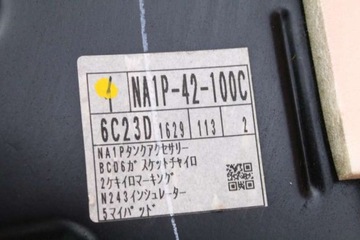 4 NA1P-42-100C
6C23D 1629 113 2
NA1Pタンクアクセサリー
BC06ガスケットチャイロ
2ケキイロマーキング
N243インシュレーター
5マイパッド